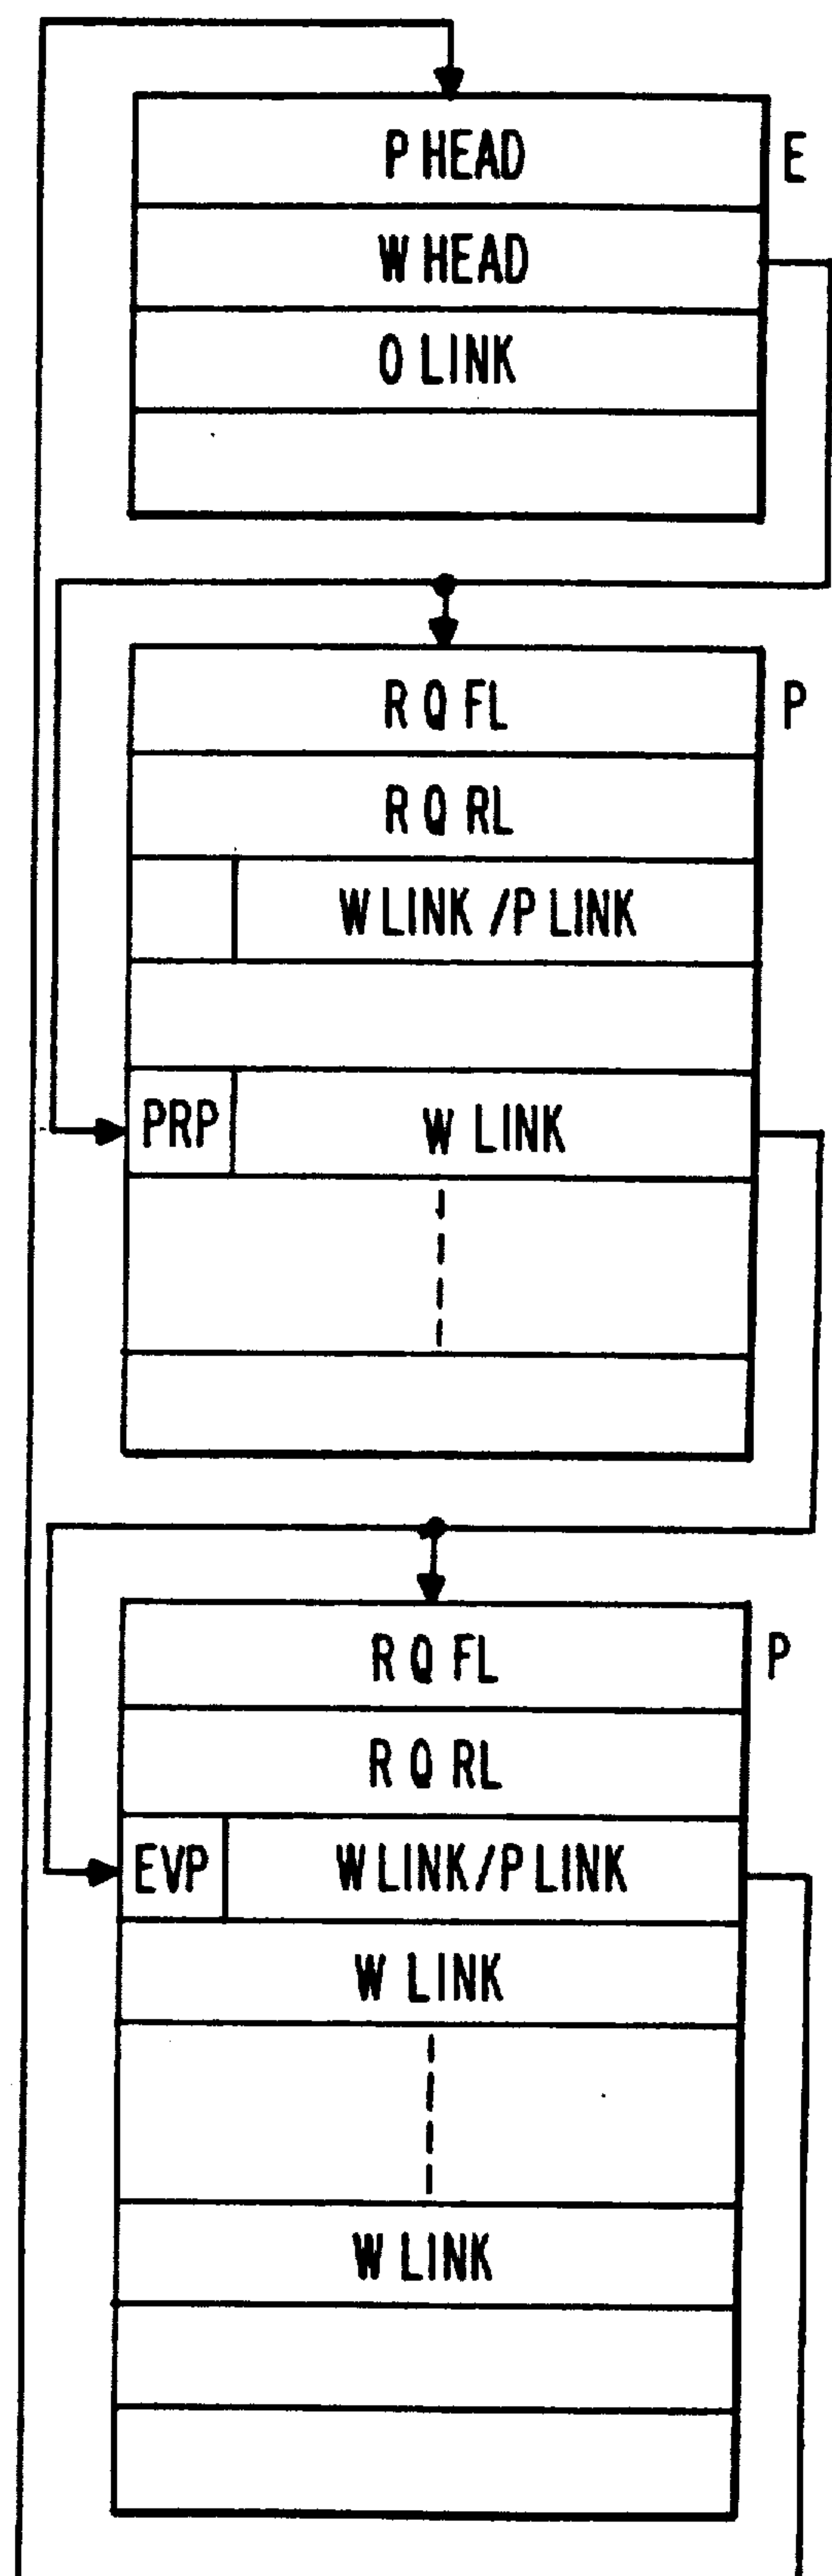 P HEAD
E
W HEAD
O LINK
R Q FL
P
R Q RL
W LINK / P LINK
PRP
W LINK
R Q FL
P
R Q RL
EVP
W LINK / P LINK
W LINK
W LINK